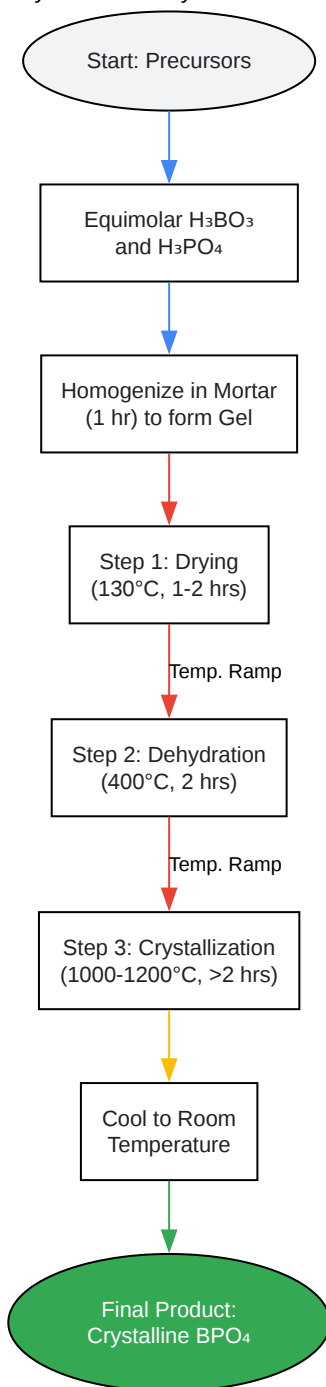 Start: Precursors
Equimolar H₃BO₃
and H₃PO₄
Homogenize in Mortar
(1 hr) to form Gel
Step 1: Drying
(130°C, 1-2 hrs)
Temp. Ramp
Step 2: Dehydration
(400°C, 2 hrs)
Temp. Ramp
Step 3: Crystallization
(1000-1200°C, >2 hrs)
Cool to Room
Temperature
Final Product:
Crystalline BPO₄